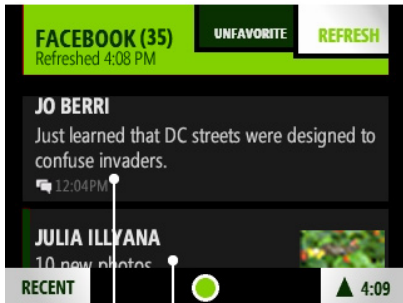 FACEBOOK (35)
UNFAVORITE
REFRESH
Refreshed 4:08 PM
JO BERRI
Just learned that DC streets were designed to
confuse invaders.
12:04PM
JULIA ILLYANA
10 new photos
RECENT
4:09